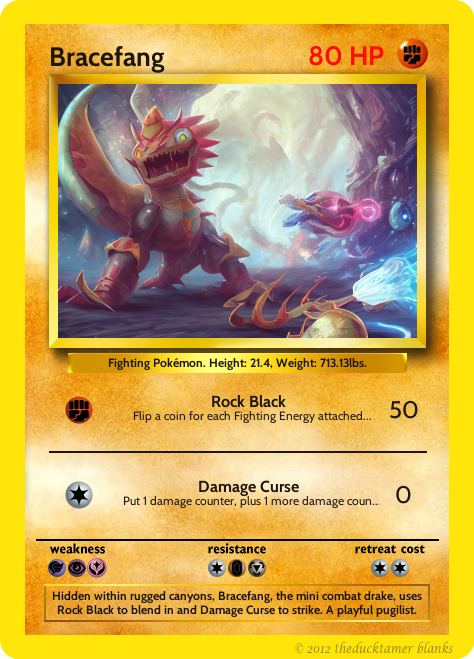 Bracefang
80 HP
Fighting Pokémon. Height: 21.4, Weight: 713.13lbs.
Rock Black
Flip a coin for each Fighting Energy attached...
50
Damage Curse
Put 1 damage counter, plus 1 more damage coun...
0
weakness
resistance
retreat cost
Hidden within rugged canyons, Bracefang, the mini combat drake, uses
Rock Black to blend in and Damage Curse to strike. A playful pugilist.
© 2012 theducktamer blanks